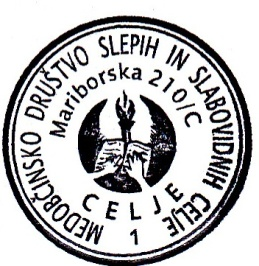 MEDOBČINSKO DRUŠTVO SLEPIH IN SLABOVIDNIH CELJE
Mariborska 210/C
CELJE
1